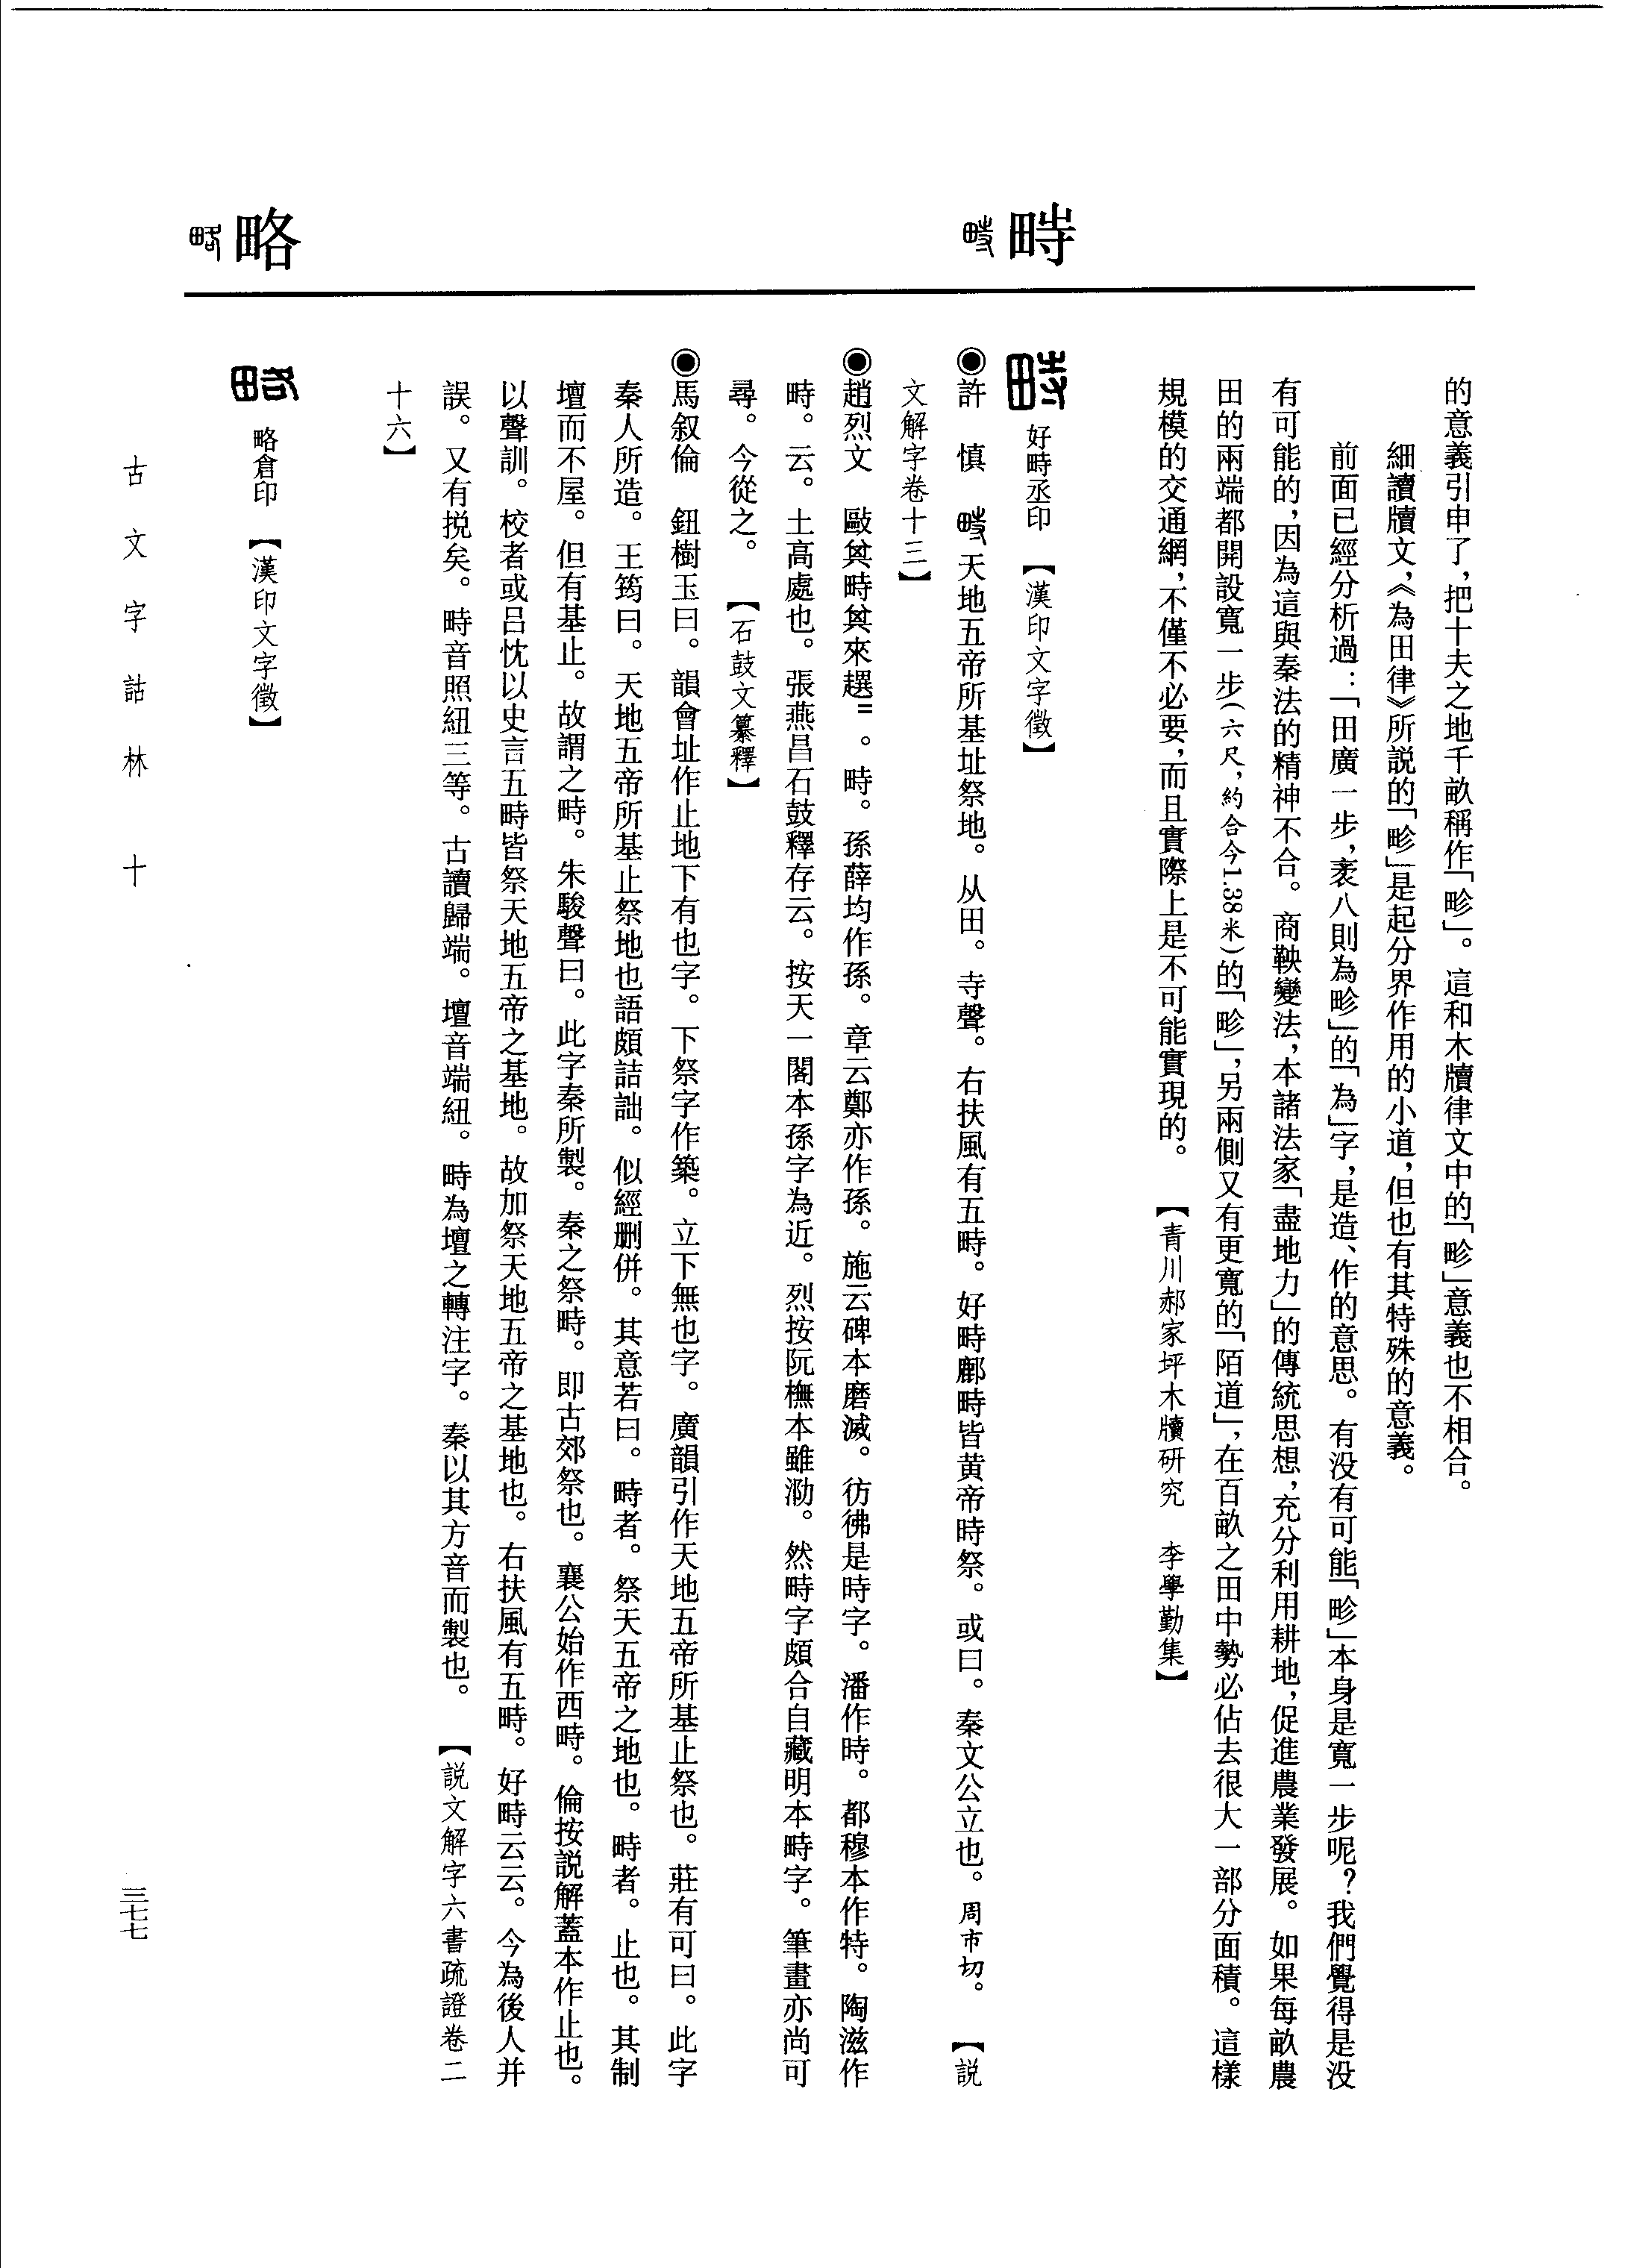 畤
略
的意義引申了，把十夫之地千畝稱作「畛」。這和木牘律文中的「畛」意義也不相合。
細讀牘文，《為田律》所説的「畛」是起分界作用的小道，但也有其特殊的意義。
前面已經分析過：「田廣一步，袤八則為畛」的「為」字，是造、作的意思。有没有可能「畛」本身是寬一步呢？我們覺得是没
有可能的，因為這與秦法的精神不合。商鞅變法，本諸法家「盡地力」的傳統思想，充分利用耕地，促進農業發展。如果每畝農
田的兩端都開設寬一步（六尺，約合今1.38米）的「畛」，另兩側又有更寬的「陌道」，在百畝之田中勢必佔去很大一部分面積。這樣
規模的交通網，不僅不必要，而且實際上是不可能實現的。　【青川郝家坪木牘研究　李學勤集】
好畤丞印　【漢印文字徵】
◉許　慎　畤天地五帝所基址祭地。从田。寺聲。右扶風有五畤。好畤鄜畤皆黄帝時祭。或曰。秦文公立也。周市切。　【説
文解字卷十三】
◉趙烈文　敺其時其來趩=。時。孫薛均作孫。章云鄭亦作孫。施云碑本磨滅。彷彿是時字。潘作時。都穆本作特。陶滋作
時。云。土高處也。張燕昌石鼓釋存云。按天一閣本孫字為近。烈按阮橅本雖泐。然時字頗合自藏明本時字。筆畫亦尚可
尋。今從之。　【石鼓文纂釋】
◉馬叙倫　鈕樹玉曰。韻會址作止地下有也字。下祭字作築。立下無也字。廣韻引作天地五帝所基止祭也。莊有可曰。此字
秦人所造。王筠曰。天地五帝所基止祭地也語頗詰詘。似經删併。其意若曰。畤者。祭天五帝之地也。畤者。止也。其制
壇而不屋。但有基止。故謂之畤。朱駿聲曰。此字秦所製。秦之祭畤。即古郊祭也。襄公始作西畤。倫按説解蓋本作止也。
以聲訓。校者或吕忱以史言五畤皆祭天地五帝之基地。故加祭天地五帝之基地也。右扶風有五畤。好畤云云。今為後人并
誤。又有捝矣。畤音照紐三等。古讀歸端。壇音端紐。畤為壇之轉注字。秦以其方音而製也。　【説文解字六書疏證卷二
十六】
略倉印　【漢印文字徵】
古文字詁林　十
三七七